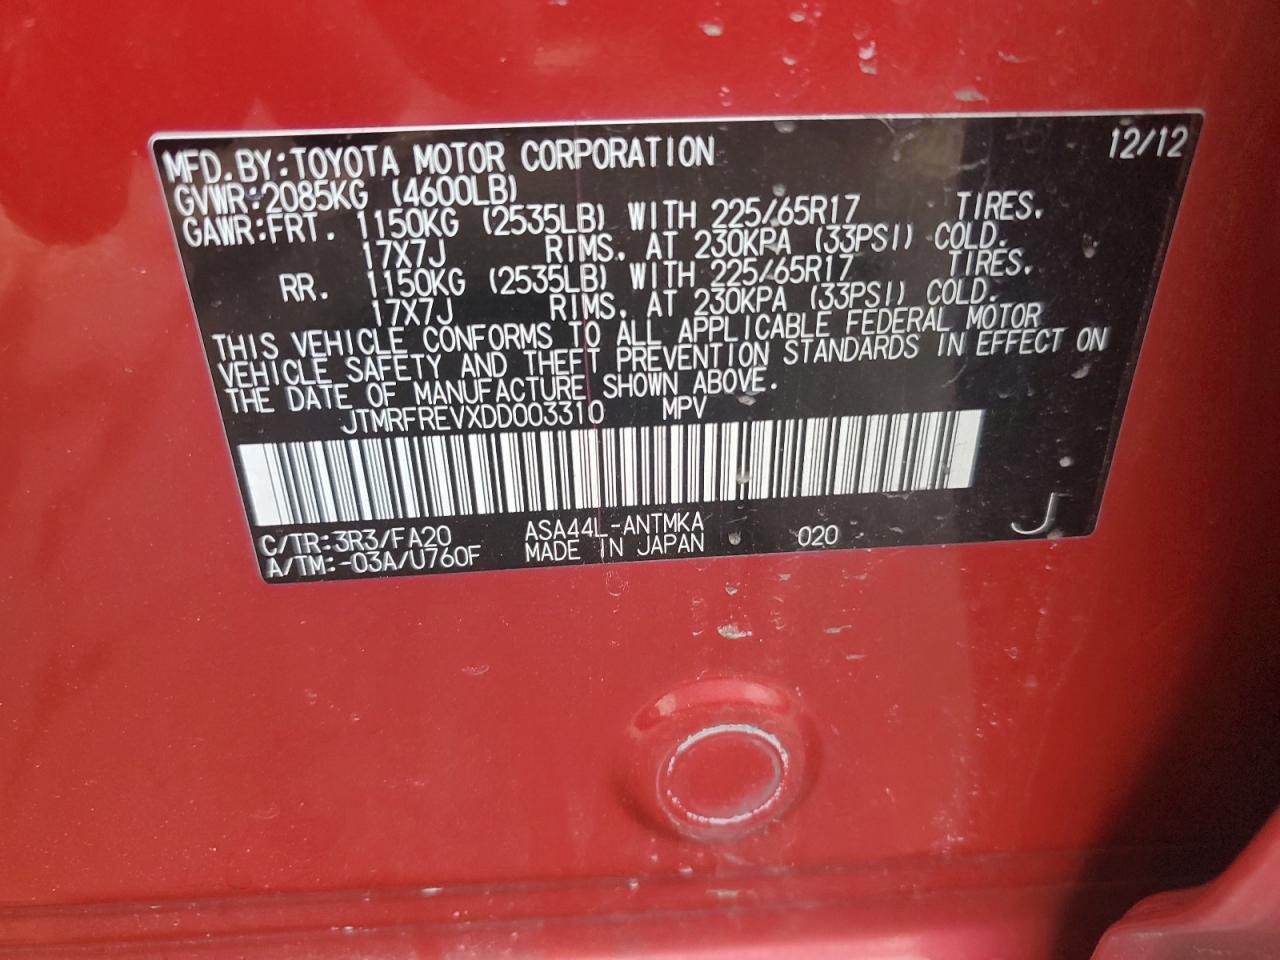 MFD.BY:TOYOTA MOTOR CORPORATION 12/12
GVWR:2085KG (4600LB)
GAWR:FRT. 1150KG (2535LB) WITH 225/65R17 TIRES.
17X7J RIMS. AT 230KPA (33PSI) COLD.
RR. 1150KG (2535LB) WITH 225/65R17 TIRES.
17X7J RIMS. AT 230KPA (33PSI) COLD.
THIS VEHICLE CONFORMS TO ALL APPLICABLE FEDERAL MOTOR
VEHICLE SAFETY AND THEFT PREVENTION STANDARDS IN EFFECT ON
THE DATE OF MANUFACTURE SHOWN ABOVE.
JTMRFREVXDD003310 MPV
C/TR:3R3/FA20 ASA44L-ANTMKA 020 J
A/TM:-03A/U760F MADE IN JAPAN